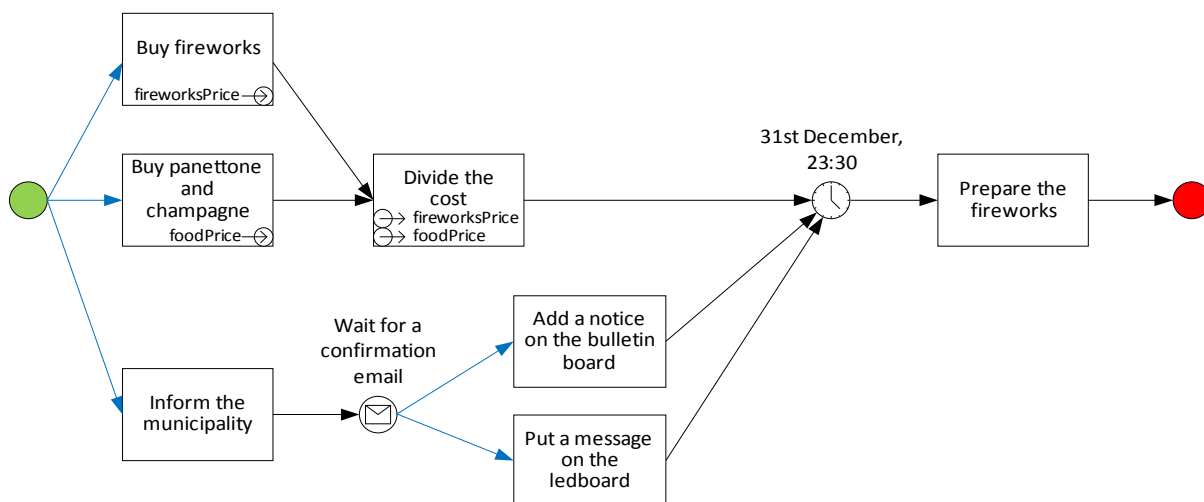 Buy fireworks
fireworksPrice
Buy panettone
and
champagne
foodPrice
Divide the
cost
fireworksPrice
foodPrice
31st December,
23:30
Prepare the
fireworks
Inform the
municipality
Wait for a
confirmation
email
Add a notice
on the bulletin
board
Put a message
on the
ledboard